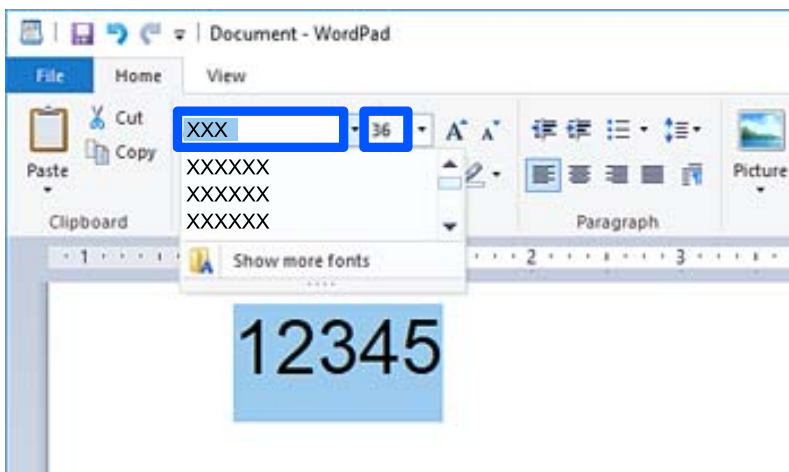 Document - WordPad
File Home View
Cut
Copy
Paste
Clipboard
XXX 36 A A
XXXXXX
XXXXXX
XXXXXX
Show more fonts
Paragraph
Picture
1 2 3
12345